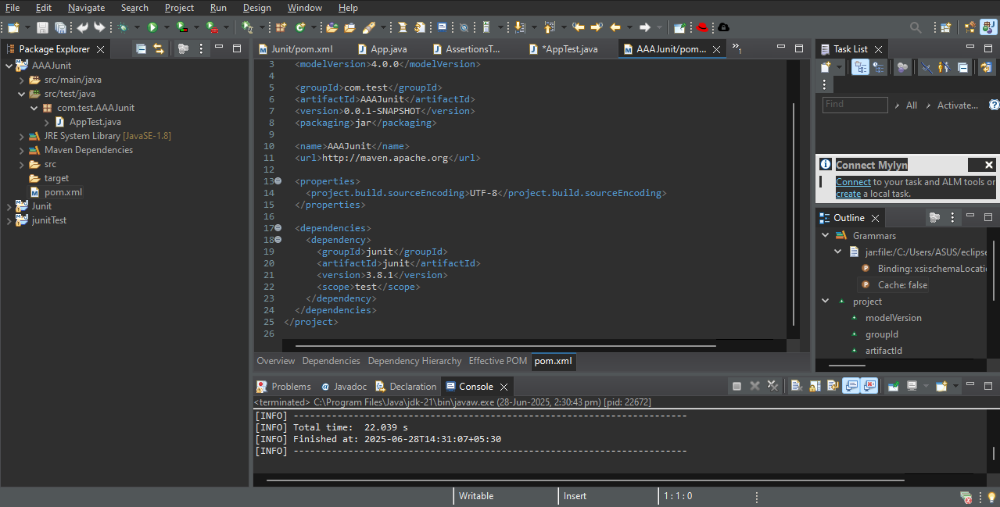 File Edit Navigate Search Project Run Design Window Help
Package Explorer
AAAJunit
src/main/java
src/test/java
com.test.AAAJunit
AppTest.java
JRE System Library [JavaSE-1.8]
Maven Dependencies
src
target
pom.xml
Junit
junitTest
Junit/pom.xml App.java AssertionsT... *AppTest.java AAAJunit/pom... »1
3 <modelVersion>4.0.0</modelVersion>
4
5 <groupId>com.test</groupId>
6 <artifactId>AAAJunit</artifactId>
7 <version>0.0.1-SNAPSHOT</version>
8 <packaging>jar</packaging>
9
10 <name>AAAJunit</name>
11 <url>http://maven.apache.org</url>
12
13 <properties>
14 <project.build.sourceEncoding>UTF-8</project.build.sourceEncoding>
15 </properties>
16
17 <dependencies>
18 <dependency>
19 <groupId>junit</groupId>
20 <artifactId>junit</artifactId>
21 <version>3.8.1</version>
22 <scope>test</scope>
23 </dependency>
24 </dependencies>
25 </project>
26
Overview Dependencies Dependency Hierarchy Effective POM pom.xml
Task List
Find All Activate...
Connect Mylyn
Connect to your task and ALM tools or
create a local task.
Outline
Grammars
jar:file:/C:/Users/ASUS/eclipse
Binding: xsi:schemaLocati
Cache: false
project
modelVersion
groupId
artifactId
Problems Javadoc Declaration Console
<terminated> C:\Program Files\Java\jdk-21\bin\javaw.exe (28-Jun-2025, 2:30:43 pm) [pid: 22672]
[INFO] ------------------------------------------------------------------------
[INFO] Total time:  22.039 s
[INFO] Finished at: 2025-06-28T14:31:07+05:30
[INFO] ------------------------------------------------------------------------
Writable Insert 1 : 1 : 0